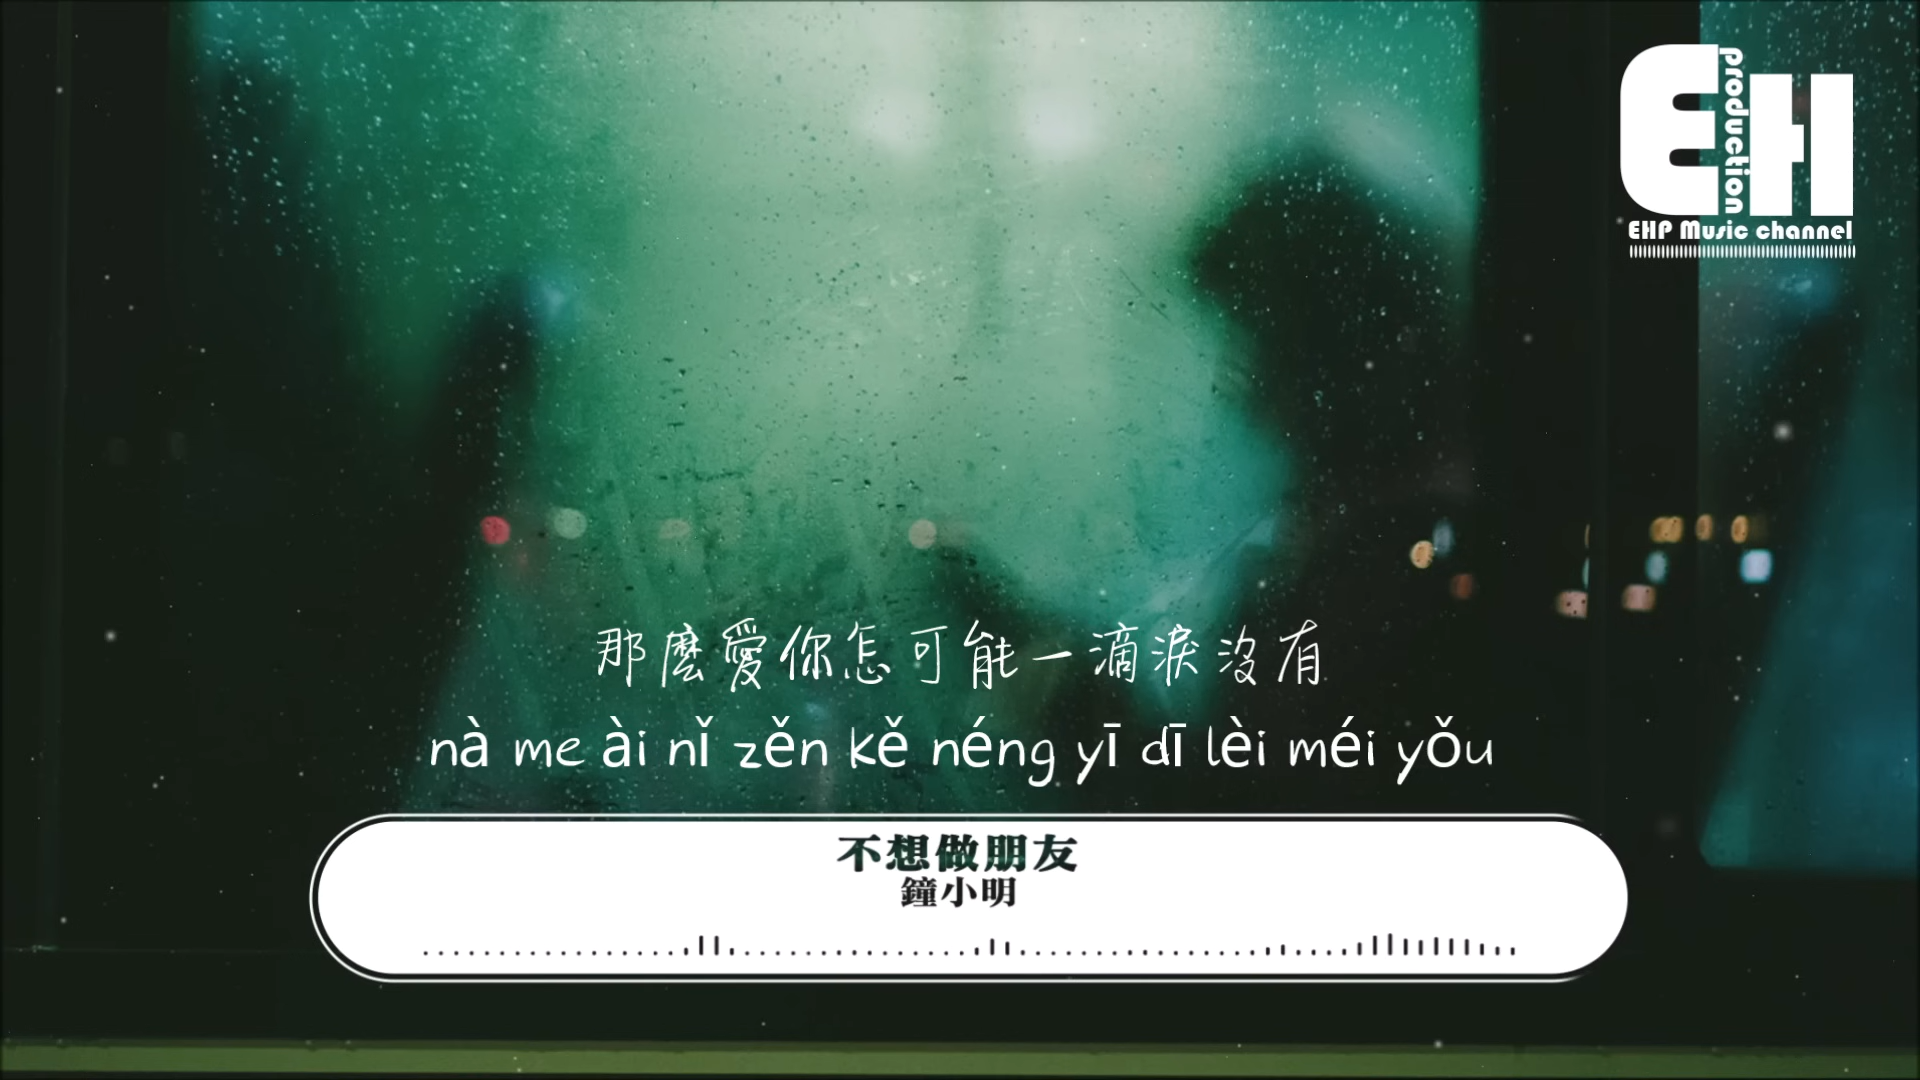 EH
production
EHP Music channel
那麼愛你怎可能一滴淚沒有
nà me ài nǐ zěn kě néng yī dī lèi méi yǒu
不想做朋友
鐘小明